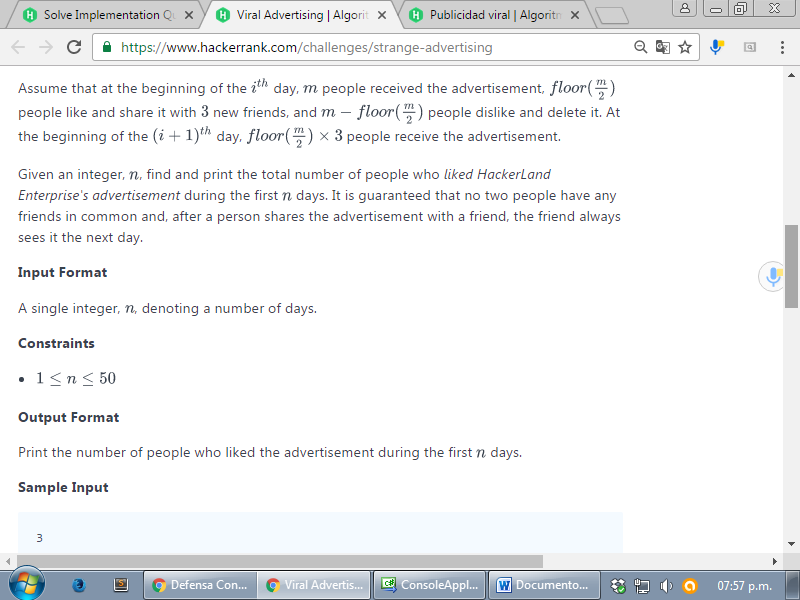 Solve Implementation Q
Viral Advertising | Algorit
Publicidad viral | Algoritm
https://www.hackerrank.com/challenges/strange-advertising
Assume that at the beginning of the i^th day, m people received the advertisement, floor(m/2)
people like and share it with 3 new friends, and m − floor(m/2) people dislike and delete it. At
the beginning of the (i + 1)^th day, floor(m/2) × 3 people receive the advertisement.
Given an integer, n, find and print the total number of people who liked HackerLand
Enterprise's advertisement during the first n days. It is guaranteed that no two people have any
friends in common and, after a person shares the advertisement with a friend, the friend always
sees it the next day.
Input Format
A single integer, n, denoting a number of days.
Constraints
• 1 ≤ n ≤ 50
Output Format
Print the number of people who liked the advertisement during the first n days.
Sample Input
3
Defensa Con...
Viral Advertis...
ConsoleAppl...
Documento...
07:57 p.m.